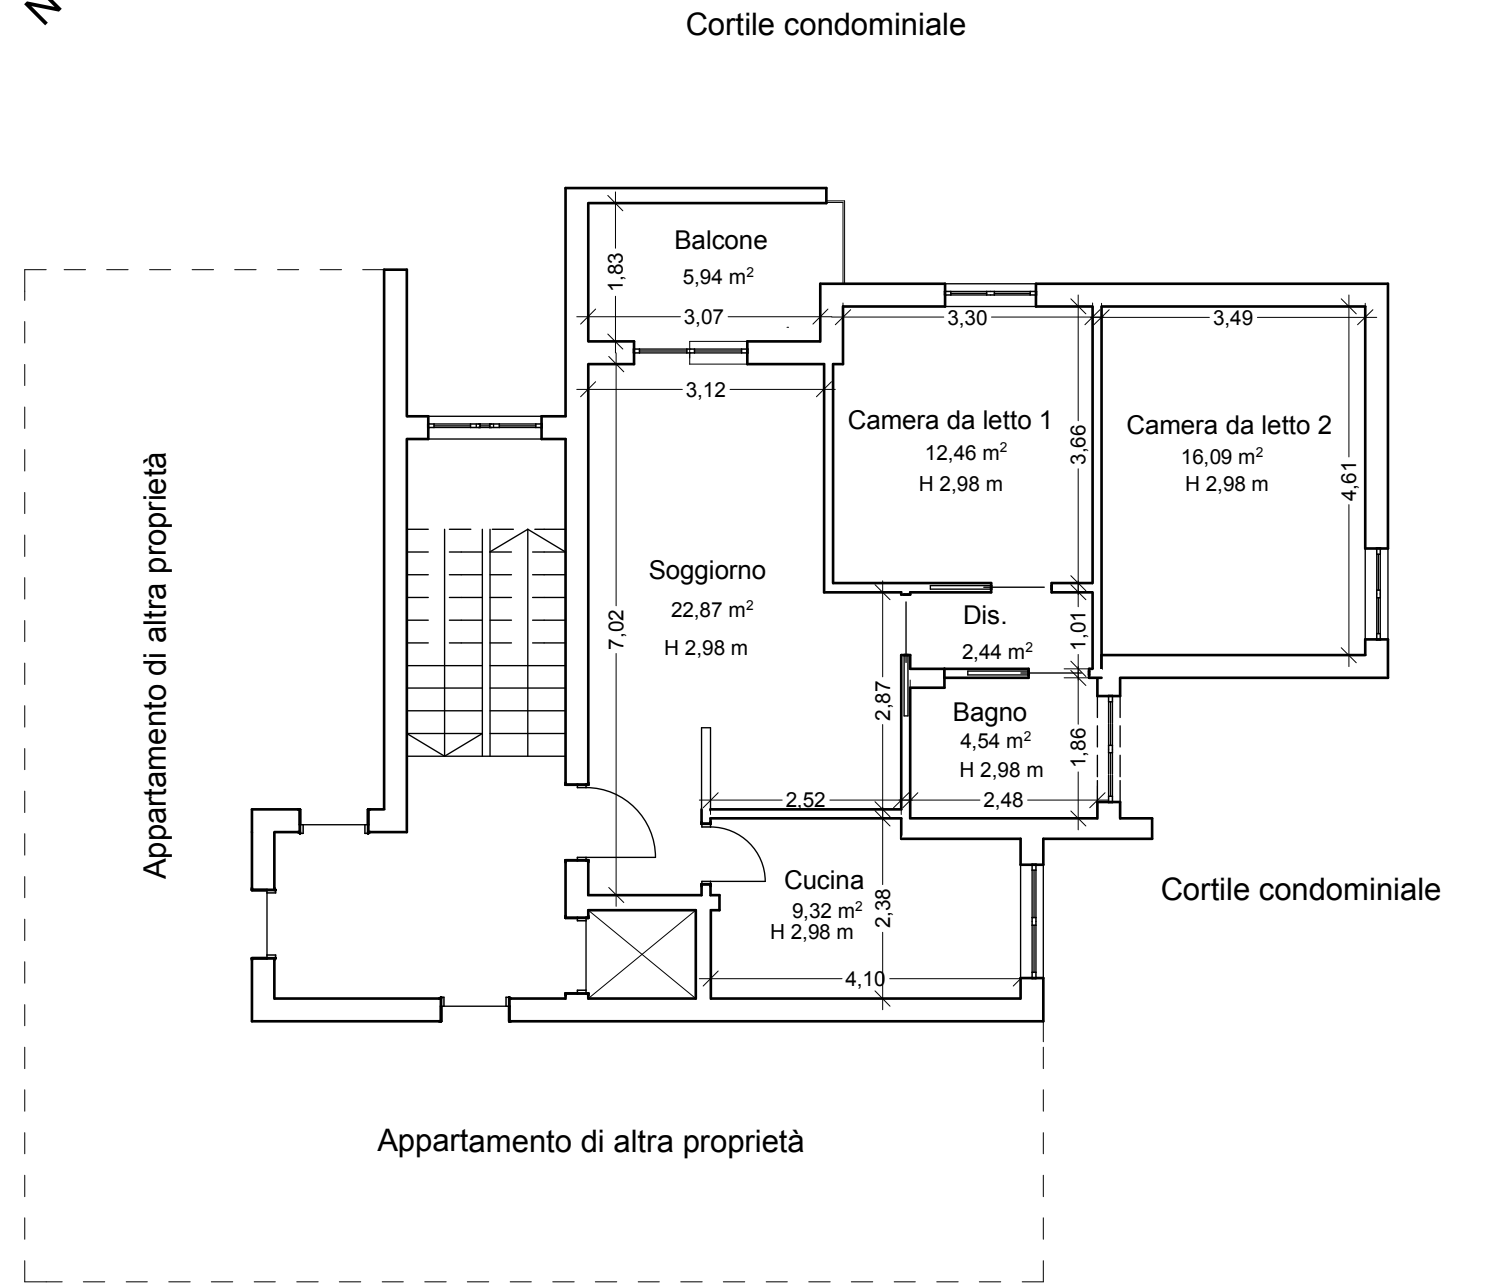 N
Cortile condominiale
Balcone
5,94 m²
1,83
3,07
3,30
3,49
3,12
Camera da letto 1
12,46 m²
H 2,98 m
3,66
Camera da letto 2
16,09 m²
H 2,98 m
4,61
Appartamento di altra proprietà
Soggiorno
22,87 m²
H 2,98 m
7,02
Dis.
2,44 m²
1,01
2,87
Bagno
4,54 m²
H 2,98 m
1,86
2,52
2,48
Cucina
9,32 m²
H 2,98 m
2,38
4,10
Cortile condominiale
Appartamento di altra proprietà